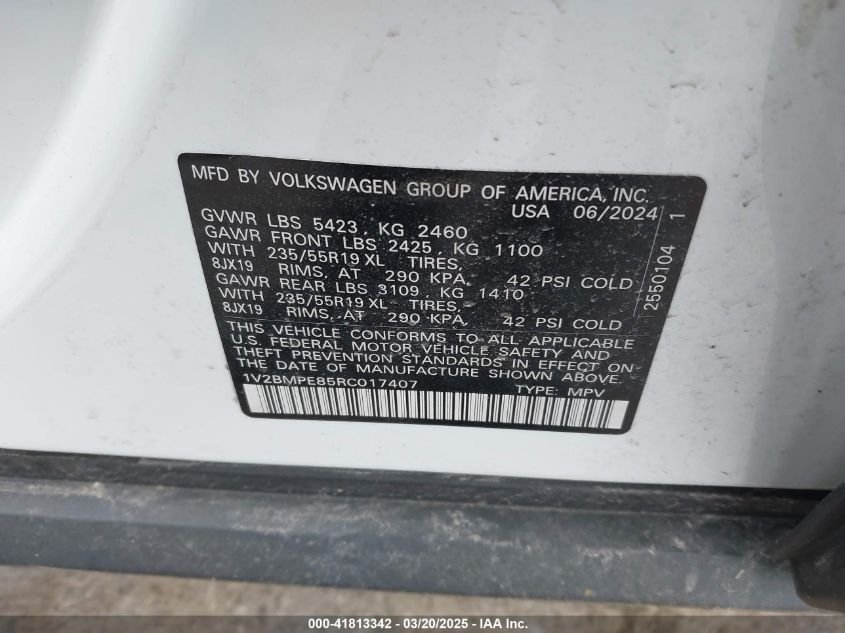 MFD BY VOLKSWAGEN GROUP OF AMERICA, INC.
USA 06/2024
GVWR LBS 5423, KG 2460
GAWR FRONT LBS 2425, KG 1100
WITH 235/55R19 XL TIRES,
8JX19 RIMS, AT 290 KPA, 42 PSI COLD
GAWR REAR LBS 3109, KG 1410
WITH 235/55R19 XL TIRES,
8JX19 RIMS, AT 290 KPA, 42 PSI COLD
THIS VEHICLE CONFORMS TO ALL APPLICABLE
U.S. FEDERAL MOTOR VEHICLE SAFETY AND
THEFT PREVENTION STANDARDS IN EFFECT ON
THE DATE OF MANUFACTURE SHOWN ABOVE.
1V2BMPE85RC017407 TYPE: MPV
2550104 1
000-41813342 - 03/20/2025 - IAA Inc.